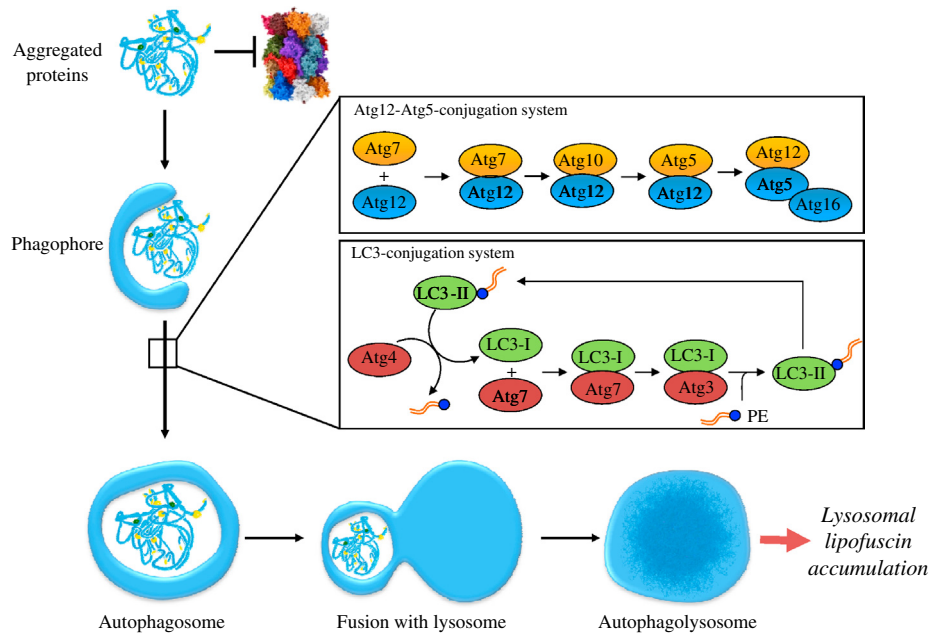 Aggregated
proteins
Atg12-Atg5-conjugation system
Atg7
+
Atg12
Atg7
Atg12
Atg10
Atg12
Atg5
Atg12
Atg12
Atg5
Atg16
Phagophore
LC3-conjugation system
LC3-II
Atg4
LC3-I
+
Atg7
LC3-I
Atg7
LC3-I
Atg3
PE
LC3-II
Lysosomal
lipofuscin
accumulation
Autophagosome
Fusion with lysosome
Autophagolysosome